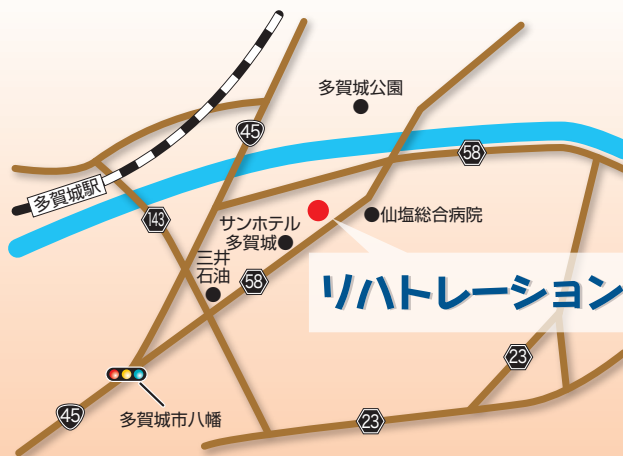 多賀城公園
45
58
多賀城駅
143
サンホテル
多賀城
仙塩総合病院
三井
石油
58
リハトレーション
23
多賀城市八幡
45
23